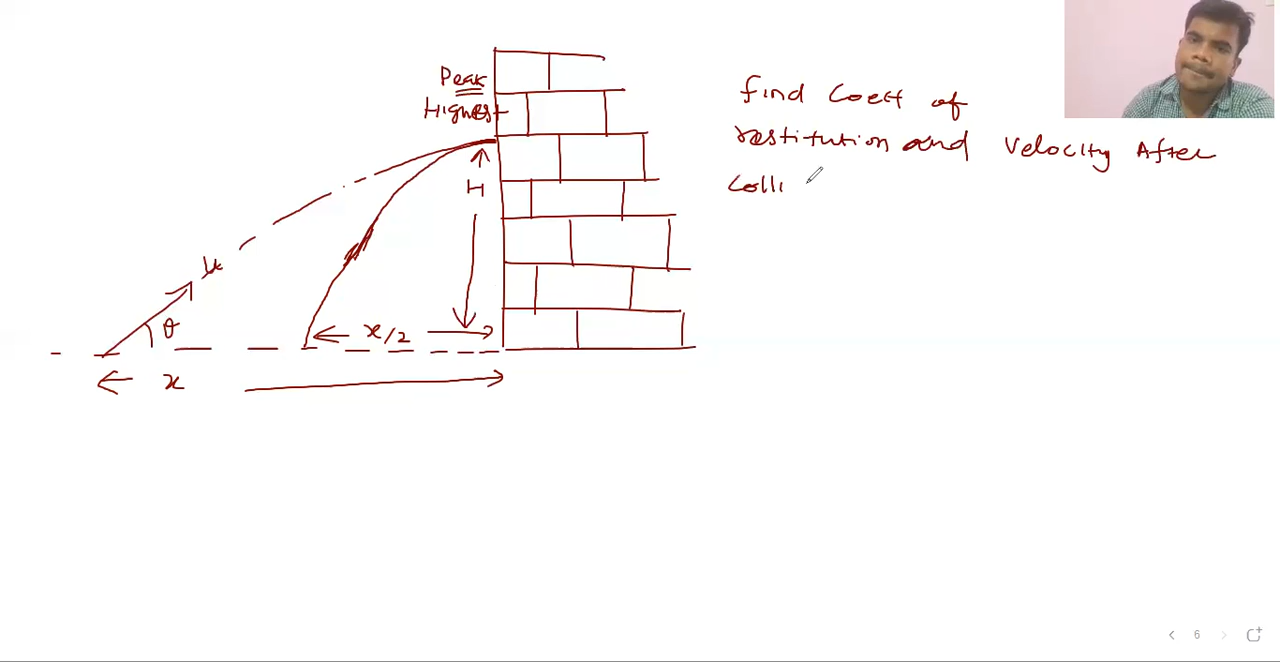 Peak
Highest
H
u
θ
x/2
x
find Coeff of
restitution and Velocity After
Colli
6